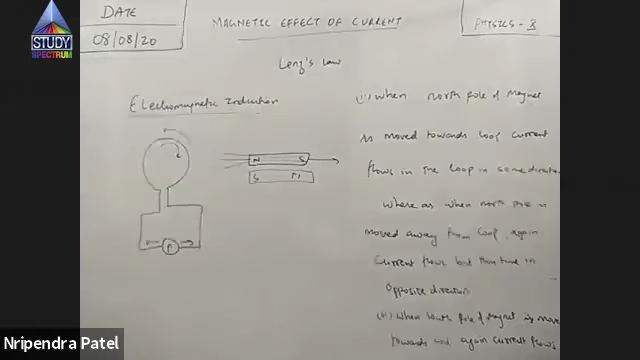 STUDY
SPECTRUM
DATE
08/08/20
MAGNETIC EFFECT OF CURRENT
PHYSICS - 8
Lenz's Law
Electromagnetic Induction
N S
S
(i) when north pole of magnet
is moved towards loop current
flows in the loop in some direction
where as when north pole is
moved away from loop, again
current flows but this time in
opposite direction
(ii) when south pole of magnet is move
towards loop again current flows
Nripendra Patel